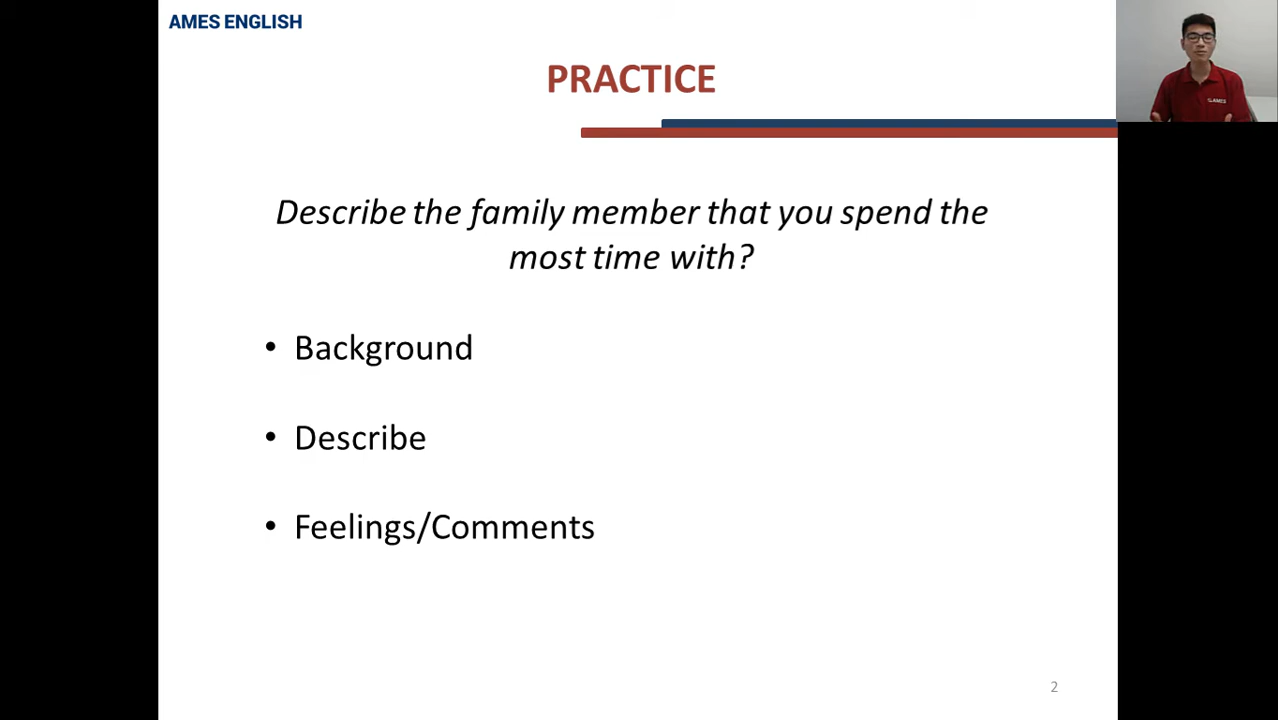 AMES ENGLISH
PRACTICE
Describe the family member that you spend the
most time with?
• Background
• Describe
• Feelings/Comments
2
AMES